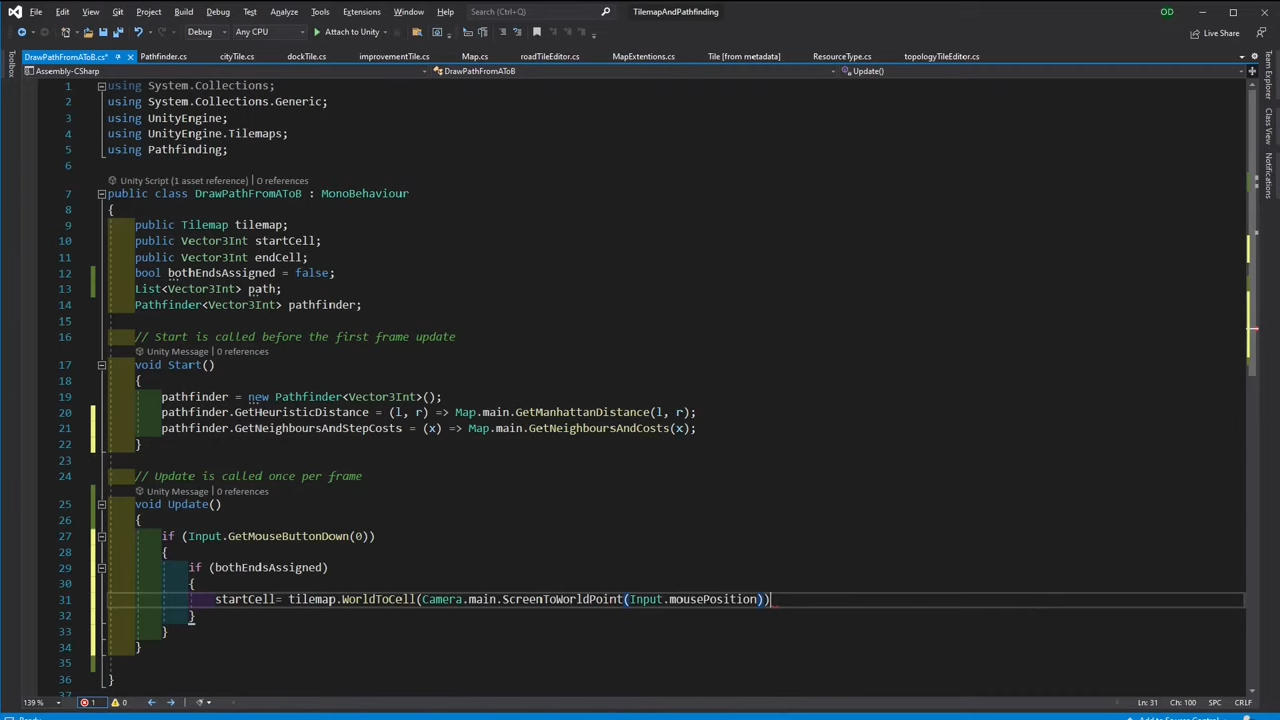 File Edit View Git Project Build Debug Test Analyze Tools Extensions Window Help Search (Ctrl+Q) TilemapAndPathfinding OD
Debug Any CPU Attach to Unity Live Share
DrawPathFromAToB.cs* Pathfinder.cs cityTile.cs dockTile.cs improvementTile.cs Map.cs roadTileEditor.cs MapExtentions.cs Tile [from metadata] ResourceType.cs topologyTileEditor.cs
Assembly-CSharp DrawPathFromAToB Update()
Toolbox
Team Explorer
Class View
Notifications
1 using System.Collections;
2 using System.Collections.Generic;
3 using UnityEngine;
4 using UnityEngine.Tilemaps;
5 using Pathfinding;
6
Unity Script (1 asset reference) | 0 references
7 public class DrawPathFromAToB : MonoBehaviour
8 {
9 public Tilemap tilemap;
10 public Vector3Int startCell;
11 public Vector3Int endCell;
12 bool bothEndsAssigned = false;
13 List<Vector3Int> path;
14 Pathfinder<Vector3Int> pathfinder;
15
16 // Start is called before the first frame update
Unity Message | 0 references
17 void Start()
18 {
19 pathfinder = new Pathfinder<Vector3Int>();
20 pathfinder.GetHeuristicDistance = (l, r) => Map.main.GetManhattanDistance(l, r);
21 pathfinder.GetNeighboursAndStepCosts = (x) => Map.main.GetNeighboursAndCosts(x);
22 }
23
24 // Update is called once per frame
Unity Message | 0 references
25 void Update()
26 {
27 if (Input.GetMouseButtonDown(0))
28 {
29 if (bothEndsAssigned)
30 {
31 startCell= tilemap.WorldToCell(Camera.main.ScreenToWorldPoint(Input.mousePosition))
32 }
33 }
34 }
35
36 }
37
139 % 1 0 Ln: 31 Ch: 100 SPC CRLF